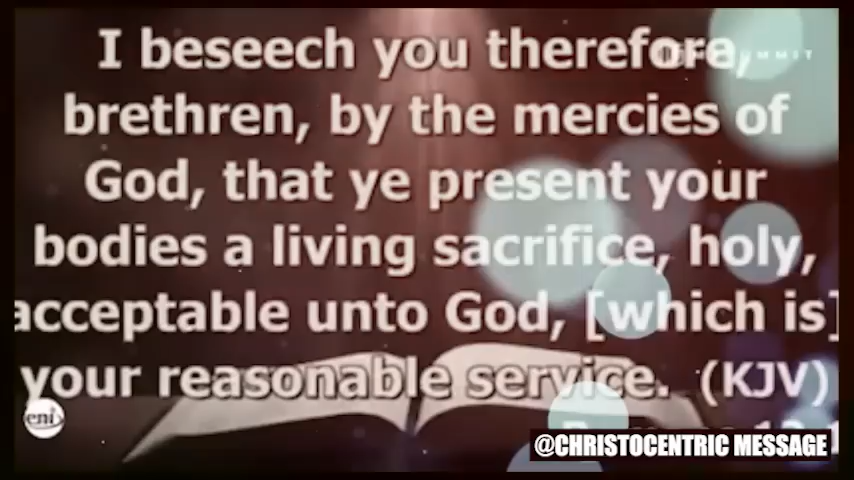 I beseech you therefore,
brethren, by the mercies of
God, that ye present your
bodies a living sacrifice, holy,
acceptable unto God, [which is]
your reasonable service. (KJV)
eni
@CHRISTOCENTRIC MESSAGE